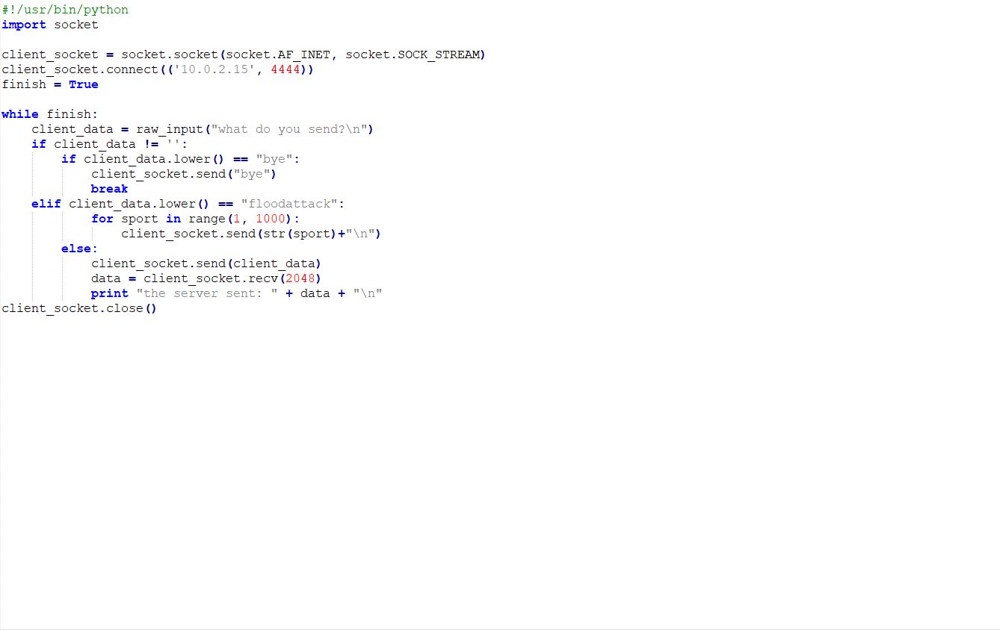 #!/usr/bin/python
import socket

client_socket = socket.socket(socket.AF_INET, socket.SOCK_STREAM)
client_socket.connect(('10.0.2.15', 4444))
finish = True

while finish:
    client_data = raw_input("what do you send?\n")
    if client_data != '':
        if client_data.lower() == "bye":
            client_socket.send("bye")
            break
    elif client_data.lower() == "floodattack":
            for sport in range(1, 1000):
                client_socket.send(str(sport)+"\n")
        else:
            client_socket.send(client_data)
            data = client_socket.recv(2048)
            print "the server sent: " + data + "\n"
client_socket.close()